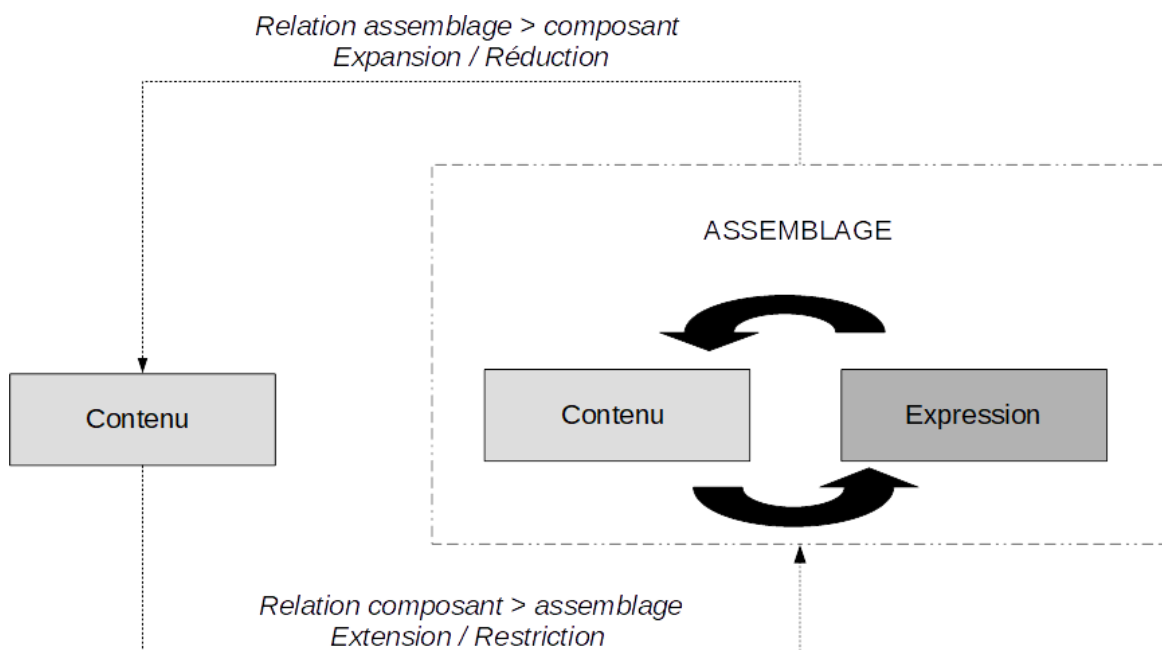 Relation assemblage > composant
Expansion / Réduction
ASSEMBLAGE
Contenu
Contenu
Expression
Relation composant > assemblage
Extension / Restriction